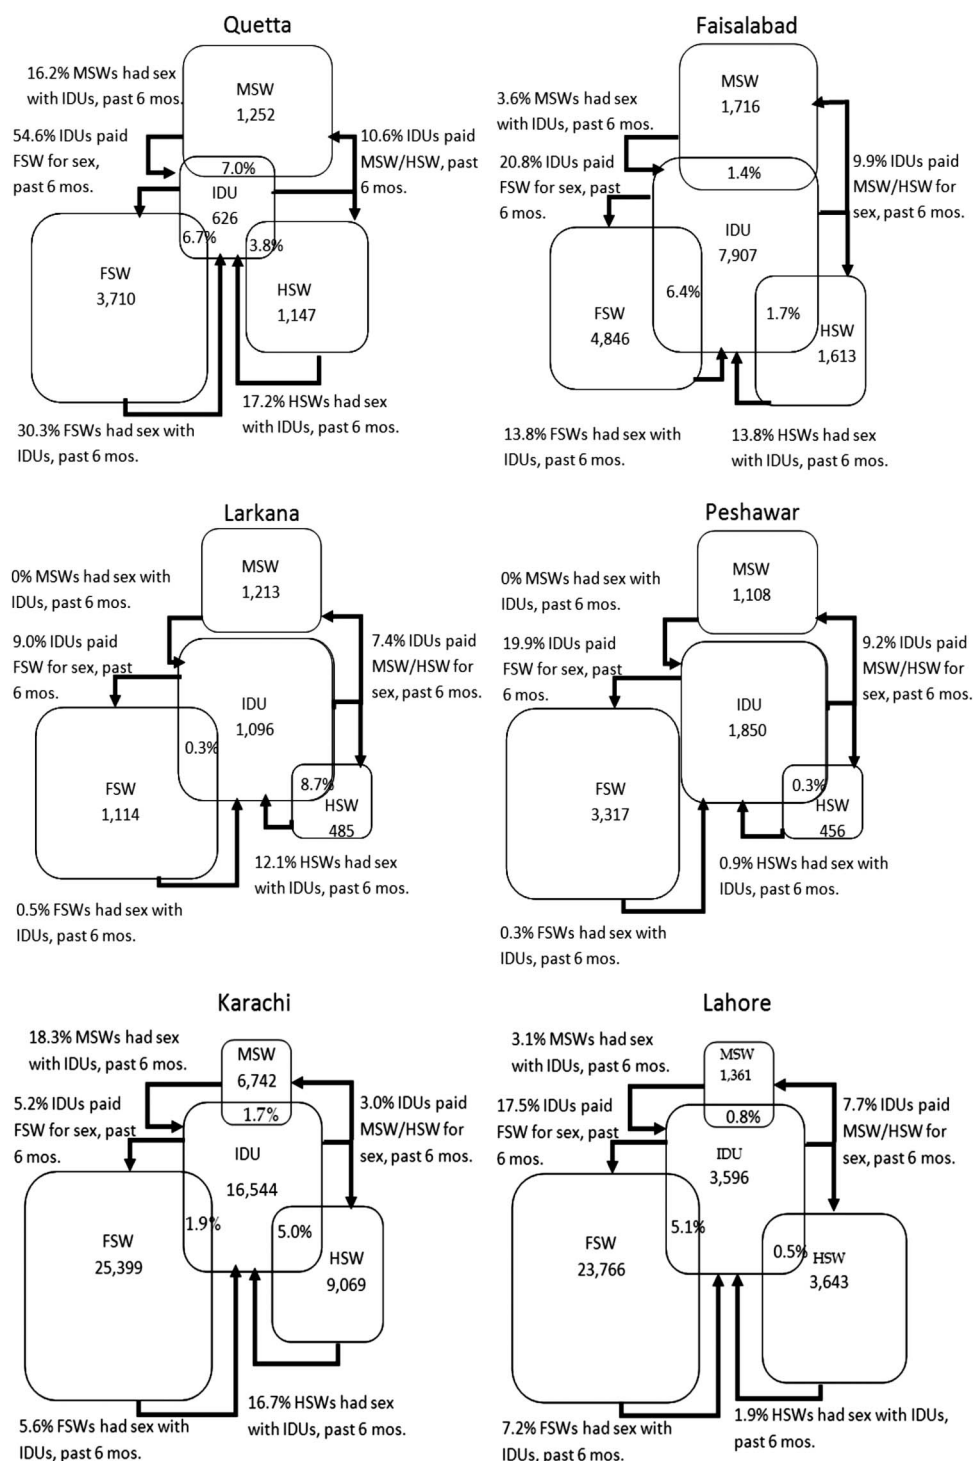 Quetta
16.2% MSWs had sex
with IDUs, past 6 mos.
54.6% IDUs paid
FSW for sex,
past 6 mos.
MSW
1,252
10.6% IDUs paid
MSW/HSW, past
6 mos.
7.0%
IDU
626
6.7%
3.8%
FSW
3,710
HSW
1,147
30.3% FSWs had sex with
IDUs, past 6 mos.
17.2% HSWs had sex
with IDUs, past 6 mos.
Faisalabad
3.6% MSWs had sex
with IDUs, past 6 mos.
20.8% IDUs paid
FSW for sex, past
6 mos.
MSW
1,716
9.9% IDUs paid
MSW/HSW for
sex, past 6 mos.
1.4%
IDU
7,907
6.4%
1.7%
FSW
4,846
HSW
1,613
13.8% FSWs had sex with
IDUs, past 6 mos.
13.8% HSWs had sex
with IDUs, past 6 mos.
Larkana
0% MSWs had sex with
IDUs, past 6 mos.
9.0% IDUs paid
FSW for sex, past
6 mos.
MSW
1,213
7.4% IDUs paid
MSW/HSW for
sex, past 6 mos.
IDU
1,096
0.3%
8.7%
FSW
1,114
HSW
485
12.1% HSWs had sex
with IDUs, past 6 mos.
0.5% FSWs had sex with
IDUs, past 6 mos.
Peshawar
0% MSWs had sex with
IDUs, past 6 mos.
19.9% IDUs paid
FSW for sex, past
6 mos.
MSW
1,108
9.2% IDUs paid
MSW/HSW for
sex, past 6 mos.
IDU
1,850
0.3%
FSW
3,317
HSW
456
0.9% HSWs had sex with
IDUs, past 6 mos.
0.3% FSWs had sex with
IDUs, past 6 mos.
Karachi
18.3% MSWs had sex
with IDUs, past 6 mos.
5.2% IDUs paid
FSW for sex, past
6 mos.
MSW
6,742
3.0% IDUs paid
MSW/HSW for
sex, past 6 mos.
1.7%
IDU
16,544
1.9%
5.0%
FSW
25,399
HSW
9,069
16.7% HSWs had sex
with IDUs, past 6 mos.
5.6% FSWs had sex with
IDUs, past 6 mos.
Lahore
3.1% MSWs had sex
with IDUs, past 6 mos.
17.5% IDUs paid
FSW for sex, past
6 mos.
MSW
1,361
7.7% IDUs paid
MSW/HSW for
sex, past 6 mos.
0.8%
IDU
3,596
5.1%
0.5%
FSW
23,766
HSW
3,643
1.9% HSWs had sex with IDUs,
past 6 mos.
7.2% FSWs had sex with
IDUs, past 6 mos.